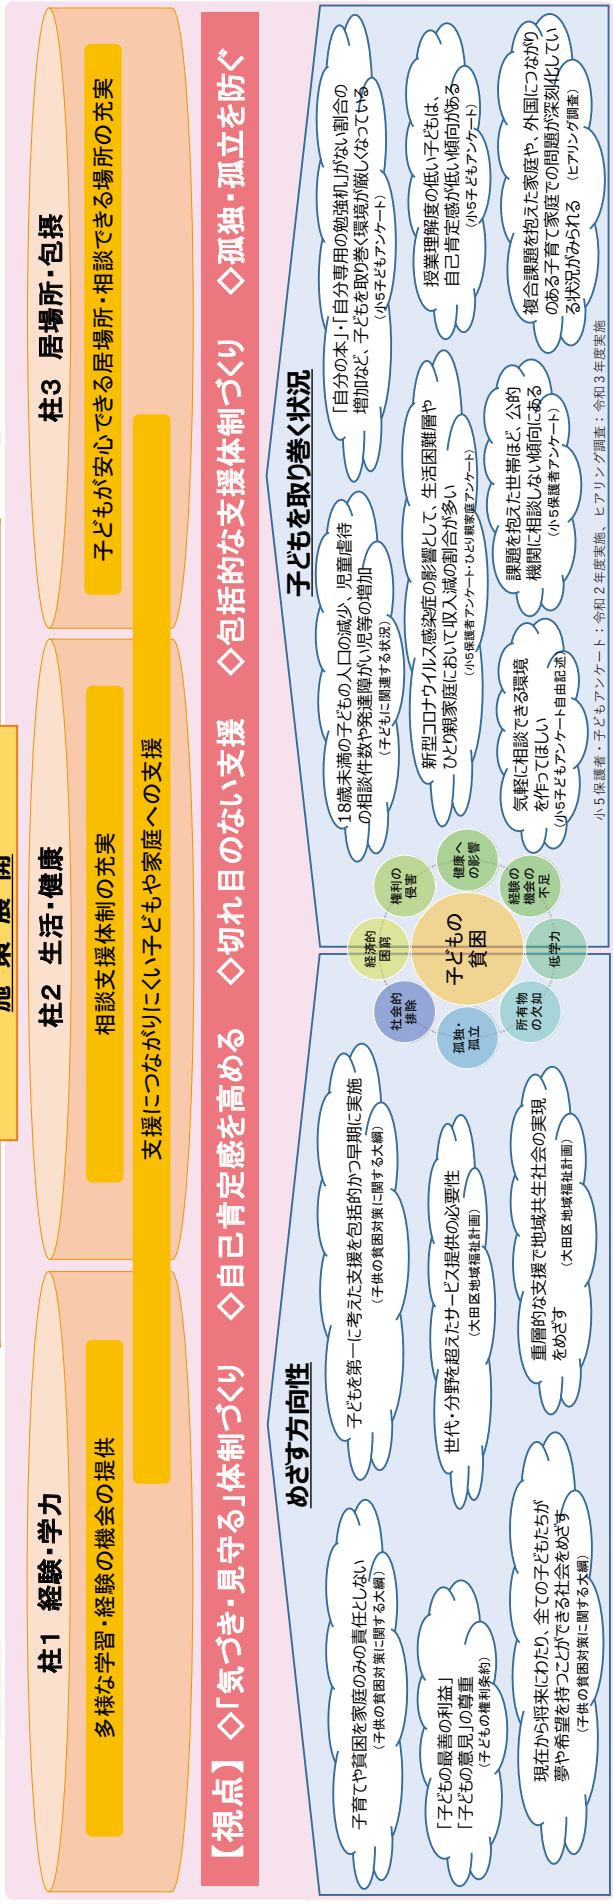 施 策 展 開
柱1 経験・学力
多様な学習・経験の機会の提供
柱2 生活・健康
相談支援体制の充実
柱3 居場所・包摂
子どもが安心できる居場所・相談できる場所の充実
支援につながりにくい子どもや家庭への支援
【視点】◇「気づき・見守る」体制づくり ◇自己肯定感を高める ◇切れ目のない支援 ◇包括的な支援体制づくり ◇孤独・孤立を防ぐ
めざす方向性
子育てや貧困を家庭のみの責任としない
(子供の貧困対策に関する大綱)
子どもを第一に考えた支援を包括的かつ早期に実施
(子供の貧困対策に関する大綱)
「子どもの最善の利益」
「子どもの意見」の尊重
(子どもの権利条約)
世代・分野を超えたサービス提供の必要性
(大田区地域福祉計画)
現在から将来にわたり、全ての子どもたちが
夢や希望を持つことができる社会をめざす
(子供の貧困対策に関する大綱)
重層的な支援で地域共生社会の実現
をめざす
(大田区地域福祉計画)
子どもの
貧困
経済的
困窮
権利の
侵害
健康へ
の影響
経験の
機会の
不足
低学力
所有物
の欠如
孤独・
孤立
社会的
排除
子どもを取り巻く状況
18歳未満の子どもの人口の減少、児童虐待
の相談件数や発達障がい児等の増加
(子どもに関連する状況)
「自分の本」・「自分専用の勉強机」がない割合の
増加など、子どもを取り巻く環境が厳しくなっている
(小5子どもアンケート)
新型コロナウイルス感染症の影響として、生活困難層や
ひとり親家庭において収入減の割合が多い
(小5保護者アンケート・ひとり親家庭アンケート)
授業理解度の低い子どもは、
自己肯定感が低い傾向がある
(小5子どもアンケート)
気軽に相談できる環境
を作ってほしい
(小5子どもアンケート自由記述)
課題を抱えた世帯ほど、公的
機関に相談しない傾向にある
(小5保護者アンケート)
複合課題を抱えた家庭や、外国につながり
のある子育て家庭での問題が深刻化してい
る状況がみられる (ヒアリング調査)
小5保護者・子どもアンケート：令和2年度実施、ヒアリング調査：令和3年度実施